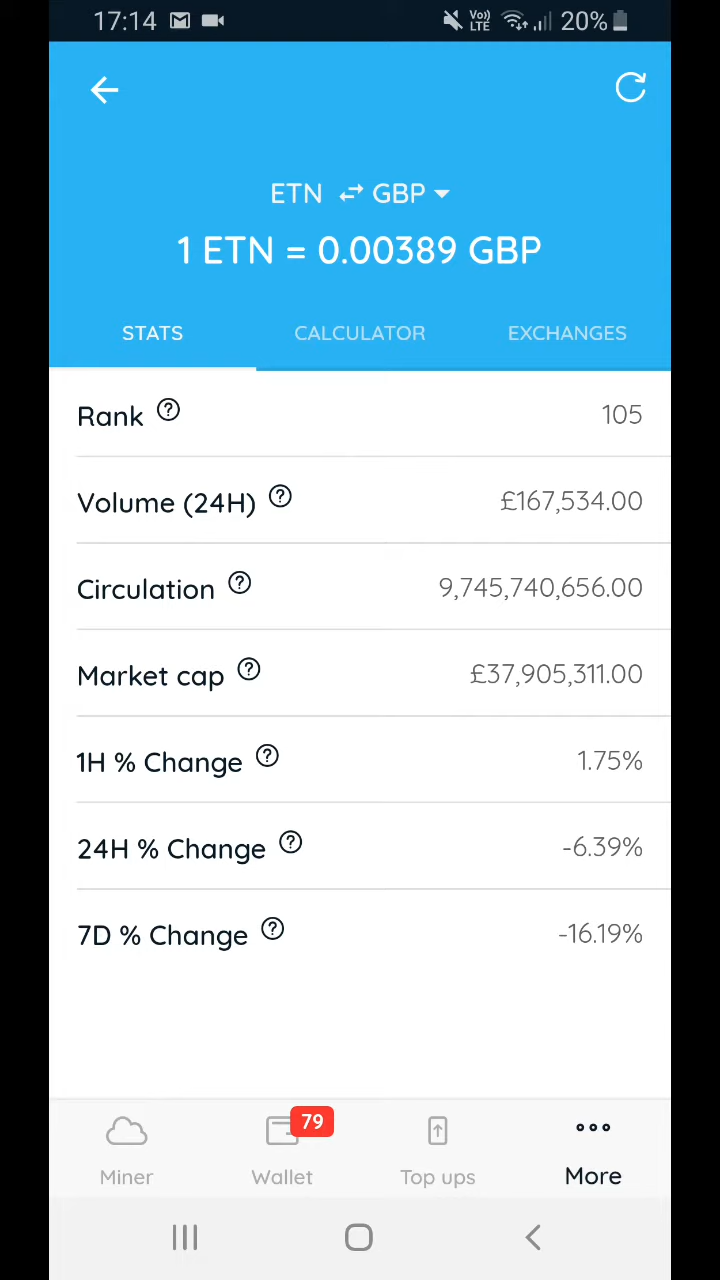 17:14 Vo)) LTE 20%
ETN GBP
1 ETN = 0.00389 GBP
STATS CALCULATOR EXCHANGES
Rank ? 105
Volume (24H) ? £167,534.00
Circulation ? 9,745,740,656.00
Market cap ? £37,905,311.00
1H % Change ? 1.75%
24H % Change ? -6.39%
7D % Change ? -16.19%
79
Miner Wallet Top ups More